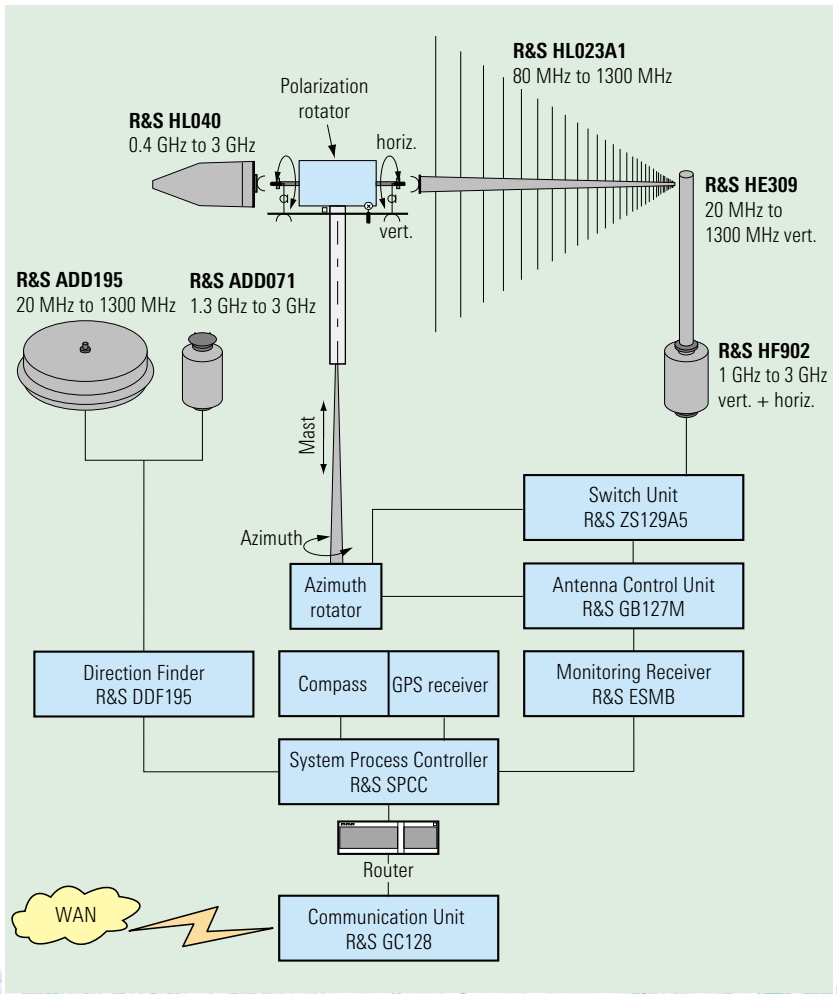 R&S HL023A1
80 MHz to 1300 MHz
Polarization
rotator
R&S HL040
0.4 GHz to 3 GHz
horiz.
vert.
R&S HE309
20 MHz to
1300 MHz vert.
R&S ADD195
20 MHz to 1300 MHz
R&S ADD071
1.3 GHz to 3 GHz
R&S HF902
1 GHz to 3 GHz
vert. + horiz.
Mast
Switch Unit
R&S ZS129A5
Azimuth
Azimuth
rotator
Antenna Control Unit
R&S GB127M
Direction Finder
R&S DDF195
Compass
GPS receiver
Monitoring Receiver
R&S ESMB
System Process Controller
R&S SPCC
Router
WAN
Communication Unit
R&S GC128